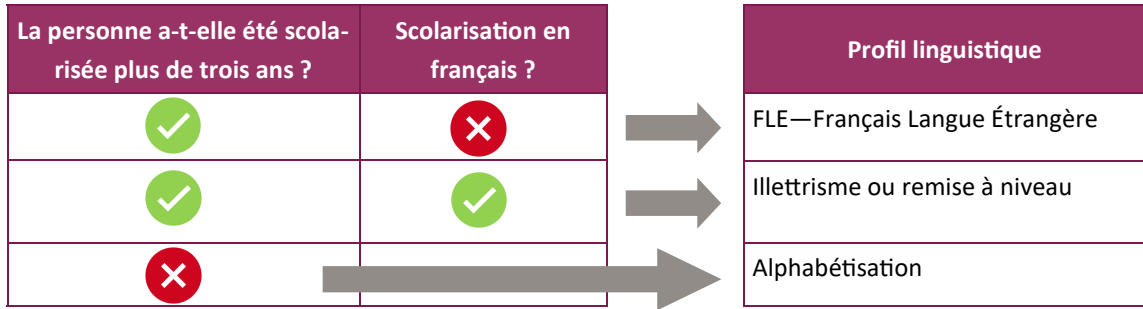 La personne a-t-elle été scola-
risée plus de trois ans ?
Scolarisation en
français ?
Profil linguistique
FLE—Français Langue Étrangère
Illettrisme ou remise à niveau
Alphabétisation